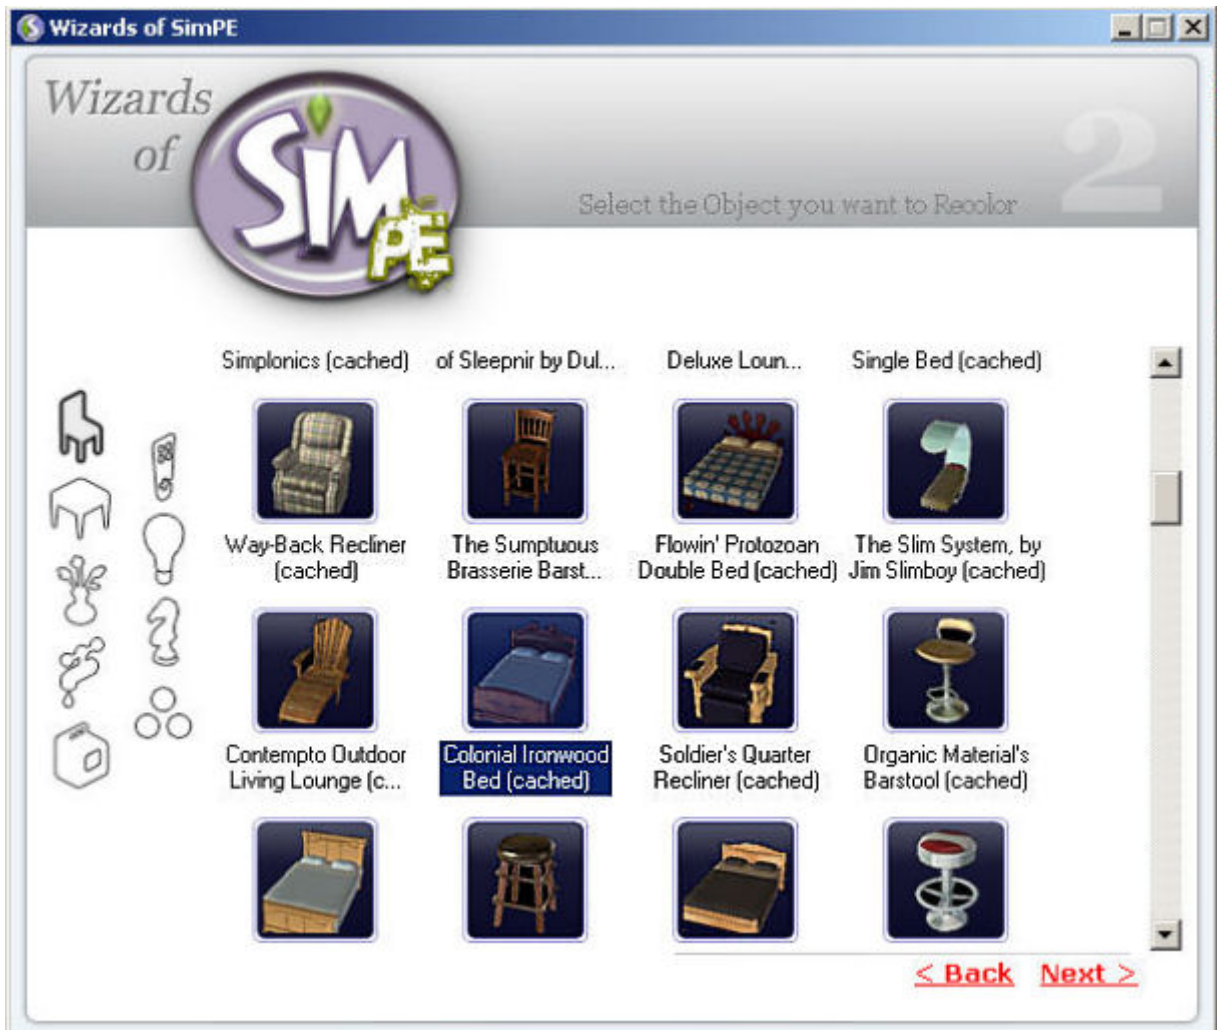 Wizards of SimPE
Wizards
of
SiM
PE
2
Select the Object you want to Recolor
Simplonics (cached)
of Sleepnir by Dul...
Deluxe Loun...
Single Bed (cached)
Way-Back Recliner
(cached)
The Sumptuous
Brasserie Barst...
Flowin' Protozoan
Double Bed (cached)
The Slim System, by
Jim Slimboy (cached)
Contempto Outdoor
Living Lounge (c...
Colonial Ironwood
Bed (cached)
Soldier's Quarter
Recliner (cached)
Organic Material's
Barstool (cached)
< Back
Next >